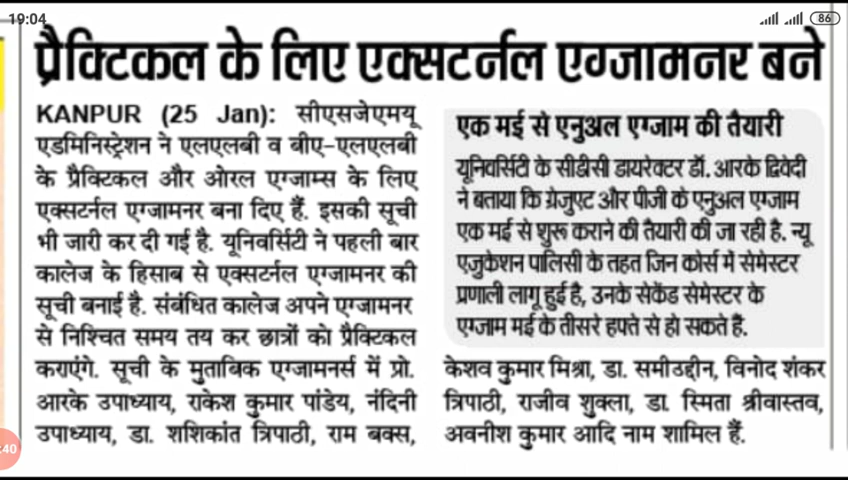 19:04
86
प्रैक्टिकल के लिए एक्सटर्नल एग्जामनर बने
KANPUR (25 Jan): सीएसजेएमयू
एडमिनिस्ट्रेशन ने एलएलबी व बीए-एलएलबी
के प्रैक्टिकल और ओरल एग्जाम्स के लिए
एक्सटर्नल एग्जामनर बना दिए हैं. इसकी सूची
भी जारी कर दी गई है. यूनिवर्सिटी ने पहली बार
कालेज के हिसाब से एक्सटर्नल एग्जामनर की
सूची बनाई है. संबंधित कालेज अपने एग्जामनर
से निश्चित समय तय कर छात्रों को प्रैक्टिकल
कराएंगे. सूची के मुताबिक एग्जामनर्स में प्रो.
आरके उपाध्याय, राकेश कुमार पांडेय, नंदिनी
उपाध्याय, डा. शशिकांत त्रिपाठी, राम बक्स,
एक मई से एनुअल एग्जाम की तैयारी
यूनिवर्सिटी के सीडीसी डायरेक्टर डॉ. आरके द्विवेदी
ने बताया कि ग्रेजुएट और पीजी के एनुअल एग्जाम
एक मई से शुरू कराने की तैयारी की जा रही है. न्यू
एजुकेशन पालिसी के तहत जिन कोर्स में सेमेस्टर
प्रणाली लागू हुई है, उनके सेकेंड सेमेस्टर के
एग्जाम मई के तीसरे हफ्ते से हो सकते हैं.
केशव कुमार मिश्रा, डा. समीउद्दीन, विनोद शंकर
त्रिपाठी, राजीव शुक्ला, डा. स्मिता श्रीवास्तव,
अवनीश कुमार आदि नाम शामिल हैं.
:40